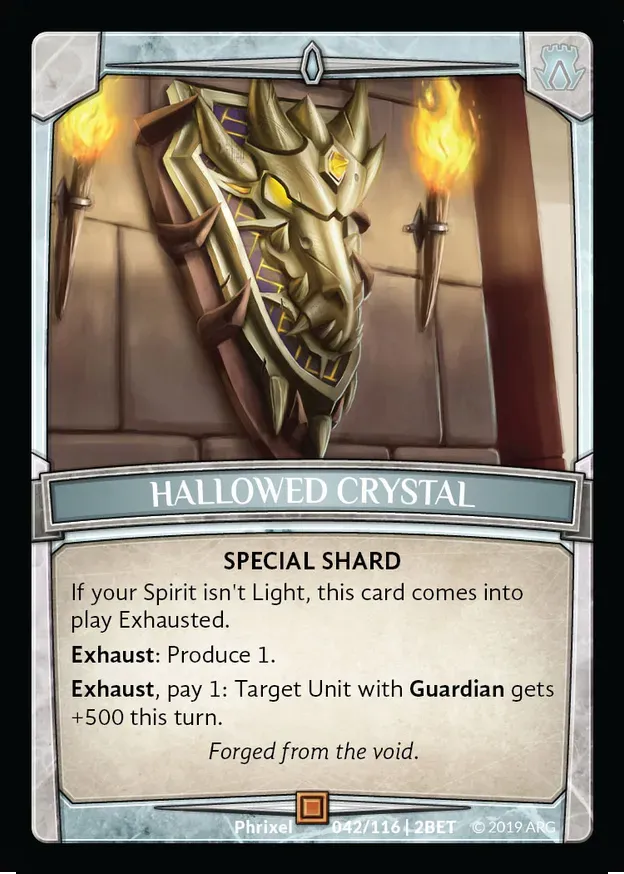 HALLOWED CRYSTAL
SPECIAL SHARD
If your Spirit isn't Light, this card comes into
play Exhausted.
Exhaust: Produce 1.
Exhaust, pay 1: Target Unit with Guardian gets
+500 this turn.
Forged from the void.
Phrixel 042/116 | 2BET © 2019 ARG